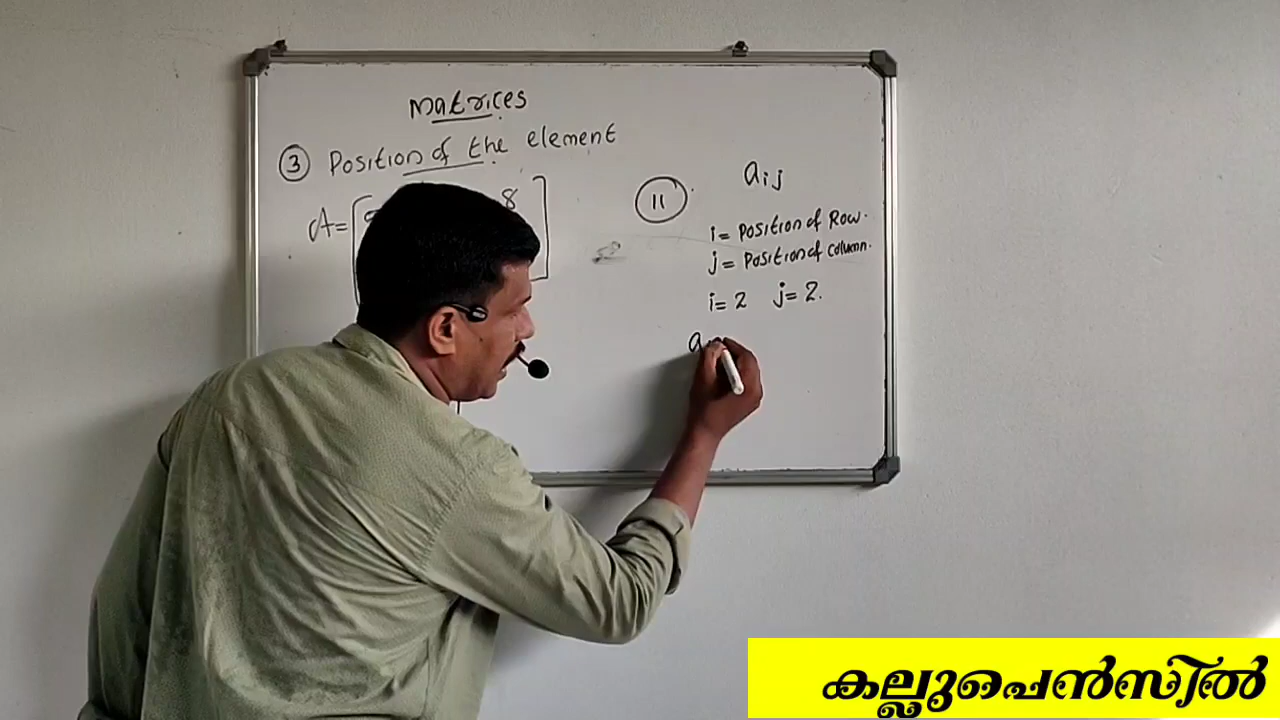 Matrices
3 Position of the element
A= 8
11
aij
i = Position of Row.
j = Position of Column.
i= 2 j= 2.
a
കല്ലുപെൻസിൽ